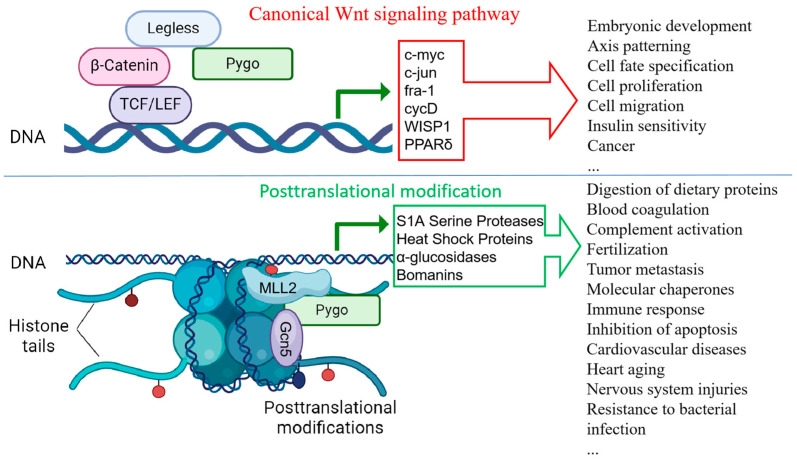 Canonical Wnt signaling pathway
Legless
β-Catenin
Pygo
TCF/LEF
DNA
c-myc
c-jun
fra-1
cycD
WISP1
PPARδ
Embryonic development
Axis patterning
Cell fate specification
Cell proliferation
Cell migration
Insulin sensitivity
Cancer
...
Posttranslational modification
DNA
MLL2
Pygo
Gcn5
Histone
tails
Posttranslational
modifications
S1A Serine Proteases
Heat Shock Proteins
α-glucosidases
Bomanins
Digestion of dietary proteins
Blood coagulation
Complement activation
Fertilization
Tumor metastasis
Molecular chaperones
Immune response
Inhibition of apoptosis
Cardiovascular diseases
Heart aging
Nervous system injuries
Resistance to bacterial
infection
...